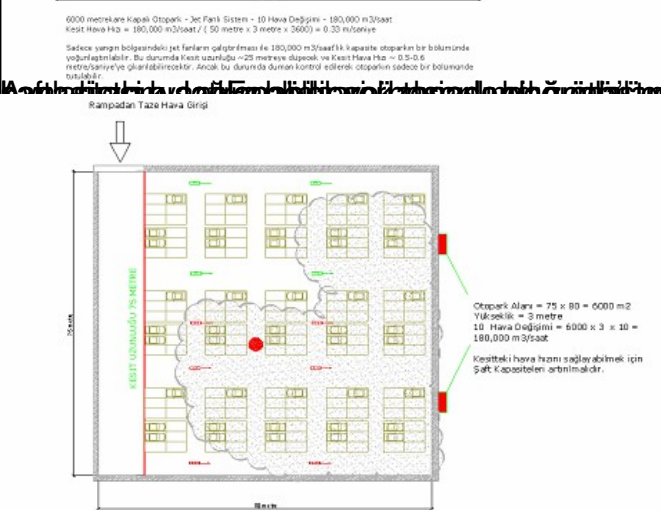 6000 metrekare Kapalı Otopark - Jet Fanlı Sistem - 10 Hava Değişimi - 180,000 m3/saat
Kesit Hava Hızı = 180,000 m3/saat / ( 50 metre x 3 metre x 3600) = 0.33 m/saniye
Sadece yangın bölgesindeki jet fanların çalıştırılması ile 180,000 m3/saatlik kapasite otoparkın bir bölümünde
yoğunlaştırılabilir. Bu durumda Kesit uzunluğu ~25 metreye düşecek ve Kesit Hava Hızı ~ 0.5-0.6
metre/saniye'ye çıkarılabilecektir. Ancak bu durumda duman kontrol edilerek otoparkın sadece bir bölümünde
tutulabilir.
Rampadan Taze Hava Girişi
KESİT UZUNLUĞU 75 METRE
75 metre
Otopark Alanı = 75 x 80 = 6000 m2
Yükseklik = 3 metre
10 Hava Değişimi = 6000 x 3 x 10 =
180,000 m3/saat
Kesitteki hava hızını sağlayabilmek için
Şaft Kapasiteleri artırılmalıdır.
80 metre